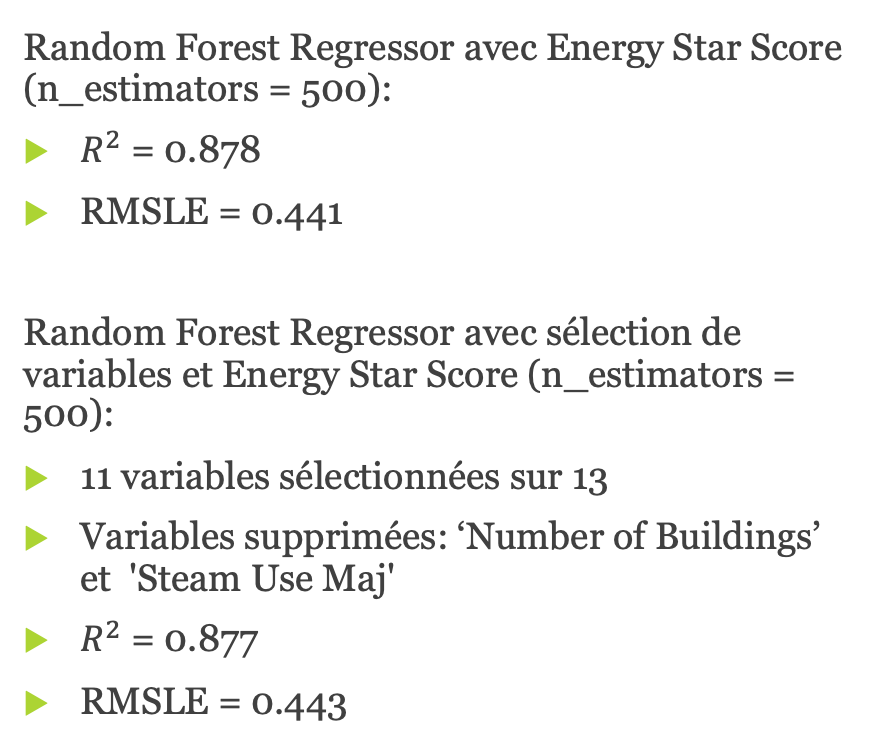 Random Forest Regressor avec Energy Star Score
(n_estimators = 500):
R² = 0.878
RMSLE = 0.441
Random Forest Regressor avec sélection de
variables et Energy Star Score (n_estimators =
500):
11 variables sélectionnées sur 13
Variables supprimées: ‘Number of Buildings’
et 'Steam Use Maj'
R² = 0.877
RMSLE = 0.443